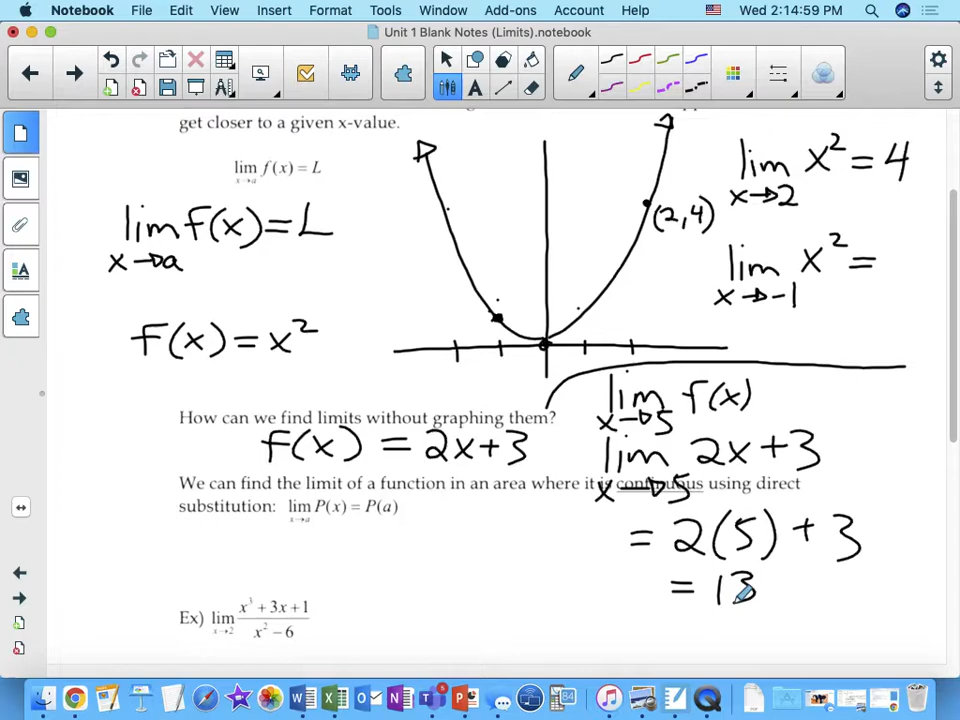 Notebook File Edit View Insert Format Tools Window Add-ons Account Help Wed 2:14:59 PM
Unit 1 Blank Notes (Limits).notebook
get closer to a given x-value.
lim f(x) = L
x→a
lim f(x) = L
x→a
f(x) = x²
(2,4)
lim x² = 4
x→2
lim x² =
x→-1
How can we find limits without graphing them?
f(x) = 2x+3
lim f(x)
x→5
lim 2x+3
x→5
We can find the limit of a function in an area where it is continuous using direct
substitution: lim P(x) = P(a)
x→a
= 2(5) + 3
= 13
Ex) lim x³ + 3x + 1
x→2 x² − 6
5
84